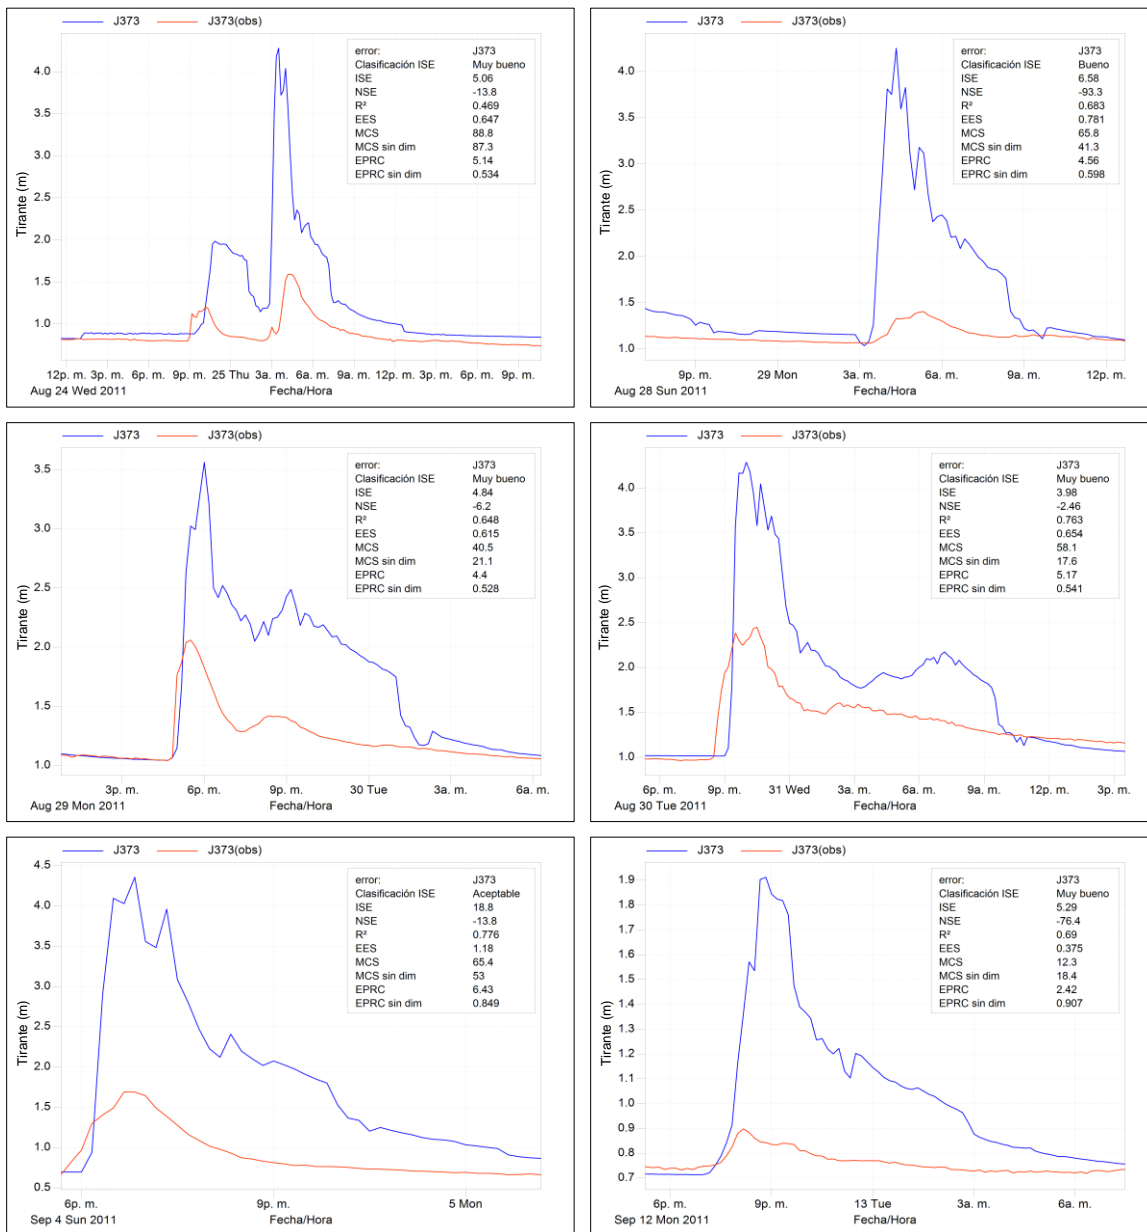 J373 J373(obs)
Tirante (m)
4.0
3.5
3.0
2.5
2.0
1.5
1.0
error: J373
Clasificación ISE Muy bueno
ISE 5.06
NSE -13.8
R² 0.469
EES 0.647
MCS 88.8
MCS sin dim 87.3
EPRC 5.14
EPRC sin dim 0.534
12p. m. 3p. m. 6p. m. 9p. m. 25 Thu 3a. m. 6a. m. 9a. m. 12p. m. 3p. m. 6p. m. 9p. m.
Aug 24 Wed 2011 Fecha/Hora
J373 J373(obs)
Tirante (m)
4.0
3.5
3.0
2.5
2.0
1.5
1.0
error: J373
Clasificación ISE Bueno
ISE 6.58
NSE -93.3
R² 0.683
EES 0.781
MCS 65.8
MCS sin dim 41.3
EPRC 4.56
EPRC sin dim 0.598
9p. m. 29 Mon 3a. m. 6a. m. 9a. m. 12p. m.
Aug 28 Sun 2011 Fecha/Hora
J373 J373(obs)
Tirante (m)
3.5
3.0
2.5
2.0
1.5
1.0
error: J373
Clasificación ISE Muy bueno
ISE 4.84
NSE -6.2
R² 0.648
EES 0.615
MCS 40.5
MCS sin dim 21.1
EPRC 4.4
EPRC sin dim 0.528
3p. m. 6p. m. 9p. m. 30 Tue 3a. m. 6a. m.
Aug 29 Mon 2011 Fecha/Hora
J373 J373(obs)
Tirante (m)
4.0
3.5
3.0
2.5
2.0
1.5
1.0
error: J373
Clasificación ISE Muy bueno
ISE 3.98
NSE -2.46
R² 0.763
EES 0.654
MCS 58.1
MCS sin dim 17.6
EPRC 5.17
EPRC sin dim 0.541
6p. m. 9p. m. 31 Wed 3a. m. 6a. m. 9a. m. 12p. m. 3p. m.
Aug 30 Tue 2011 Fecha/Hora
J373 J373(obs)
Tirante (m)
4.5
4.0
3.5
3.0
2.5
2.0
1.5
1.0
0.5
error: J373
Clasificación ISE Aceptable
ISE 18.8
NSE -13.8
R² 0.776
EES 1.18
MCS 65.4
MCS sin dim 53
EPRC 6.43
EPRC sin dim 0.849
6p. m. 9p. m. 5 Mon
Sep 4 Sun 2011 Fecha/Hora
J373 J373(obs)
Tirante (m)
1.9
1.8
1.7
1.6
1.5
1.4
1.3
1.2
1.1
1.0
0.9
0.8
0.7
error: J373
Clasificación ISE Muy bueno
ISE 5.29
NSE -76.4
R² 0.69
EES 0.375
MCS 12.3
MCS sin dim 18.4
EPRC 2.42
EPRC sin dim 0.907
6p. m. 9p. m. 13 Tue 3a. m. 6a. m.
Sep 12 Mon 2011 Fecha/Hora